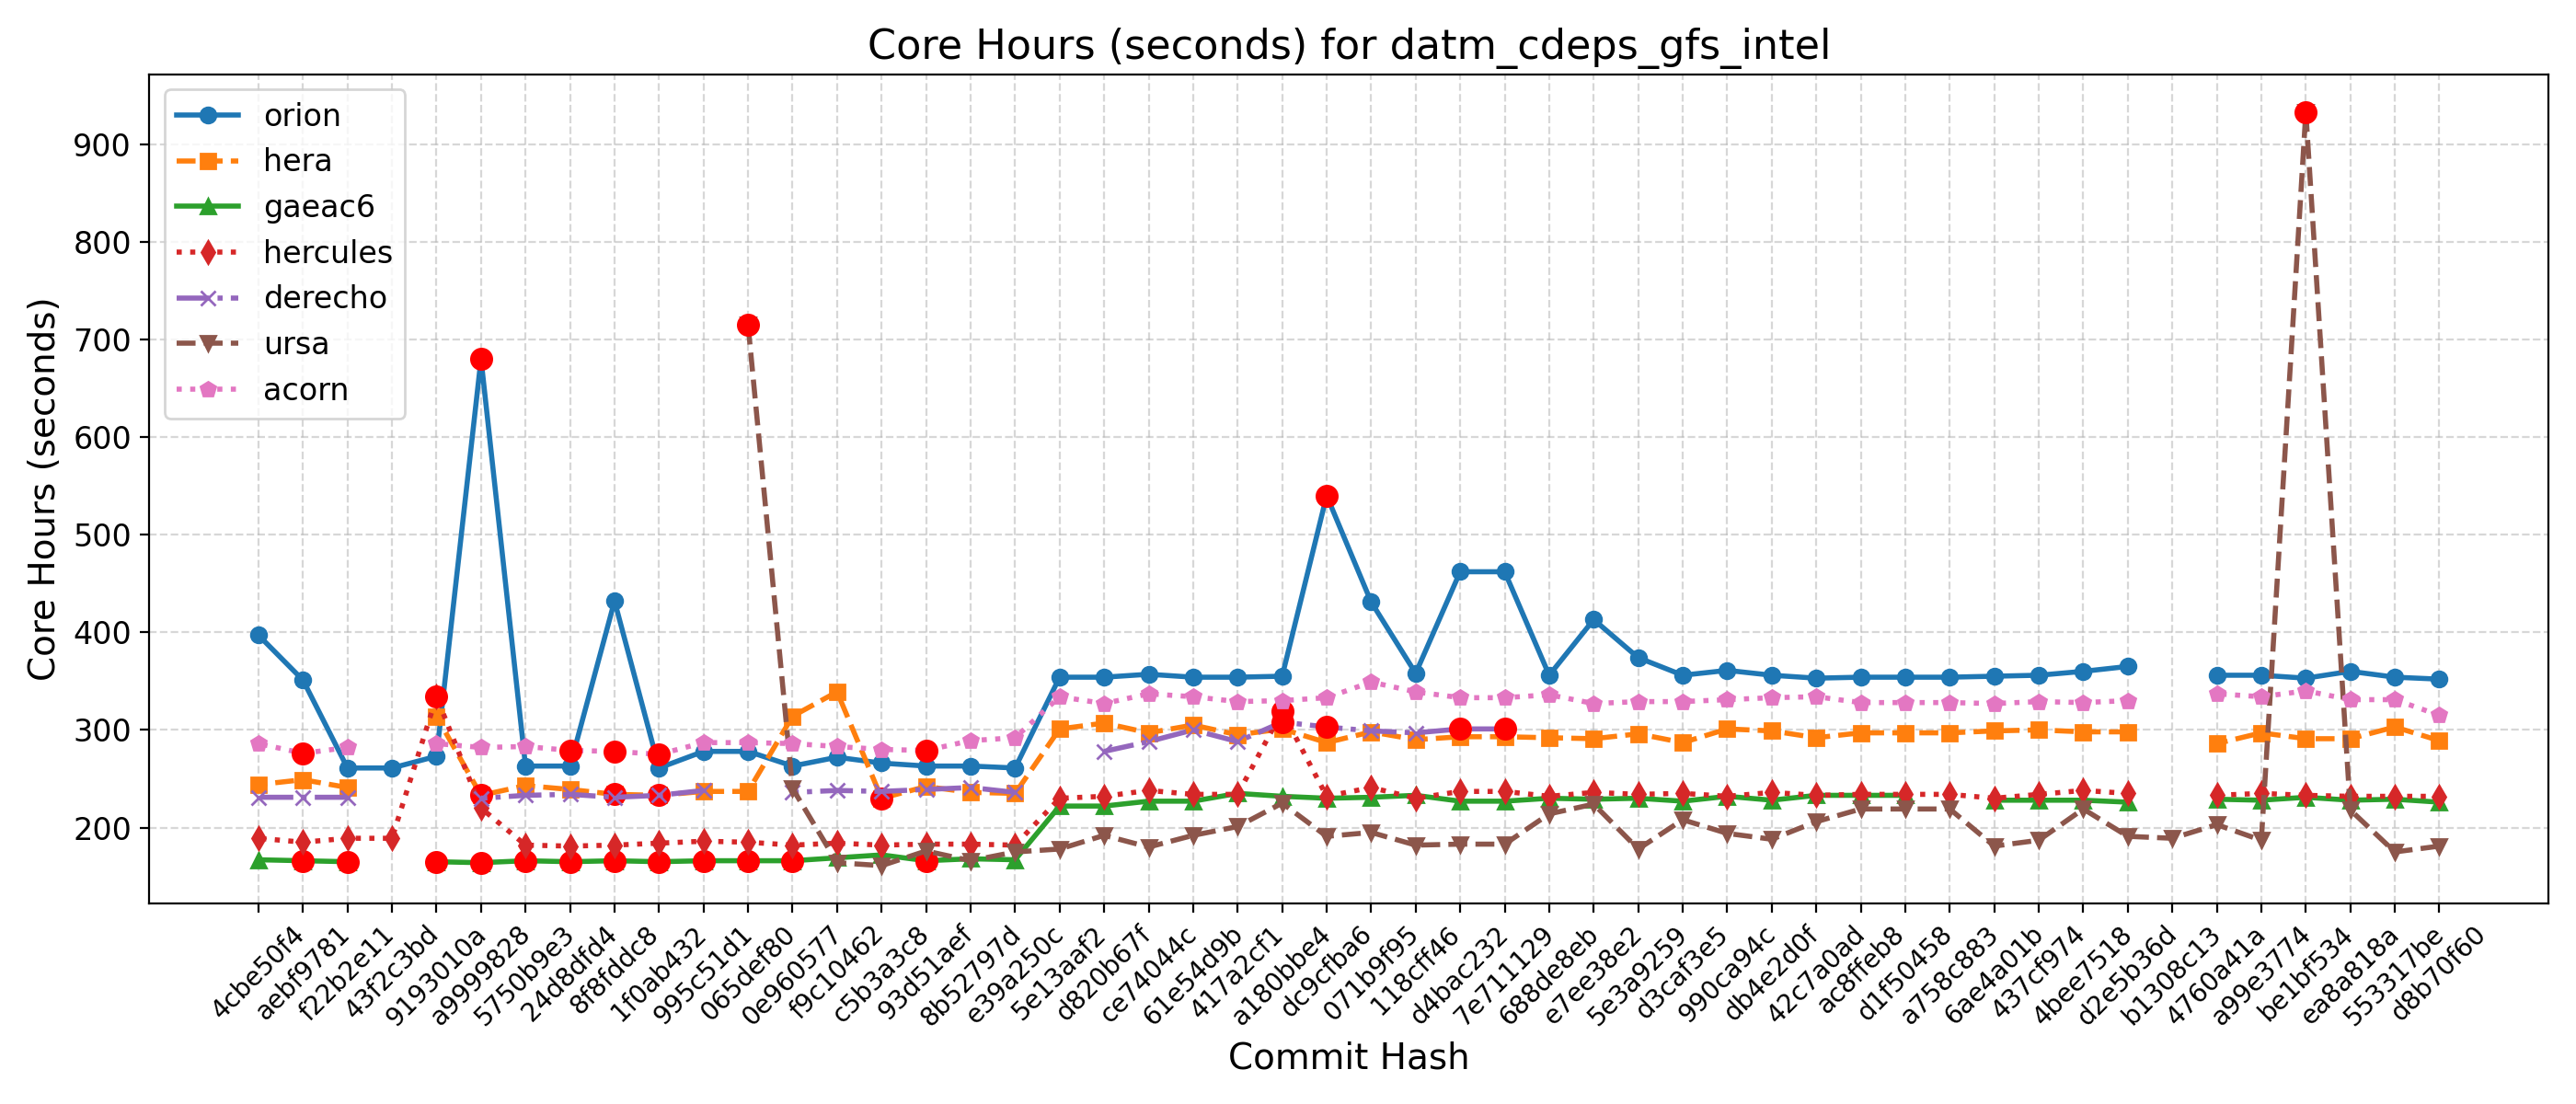 Core Hours (seconds) for datm_cdeps_gfs_intel
orion
hera
gaeac6
hercules
derecho
ursa
acorn
Core Hours (seconds)
900
800
700
600
500
400
300
200
4cbe50f4
aebf9781
f22b2e11
43f2c3bd
9193010a
a9999828
5750b9e3
24d8dfd4
8f8fddc8
1f0ab432
995c51d1
065def80
0e960577
f9c10462
c5b3a3c8
93d51aef
8b52797d
e39a250c
5e13aaf2
d820b67f
ce74044c
61e54d9b
417a2cf1
a180bbe4
dc9cfba6
071b9f95
118cff46
d4bac232
7e711129
688de8eb
e7ee38e2
5e3a9259
d3caf3e5
990ca94c
db4e2d0f
42c7a0ad
ac8ffeb8
d1f50458
a758c883
6ae4a01b
437cf974
4bee7518
d2e5b36d
b1308c13
4760a41a
a99e3774
be1bf534
ea8a818a
553317be
d8b70f60
Commit Hash